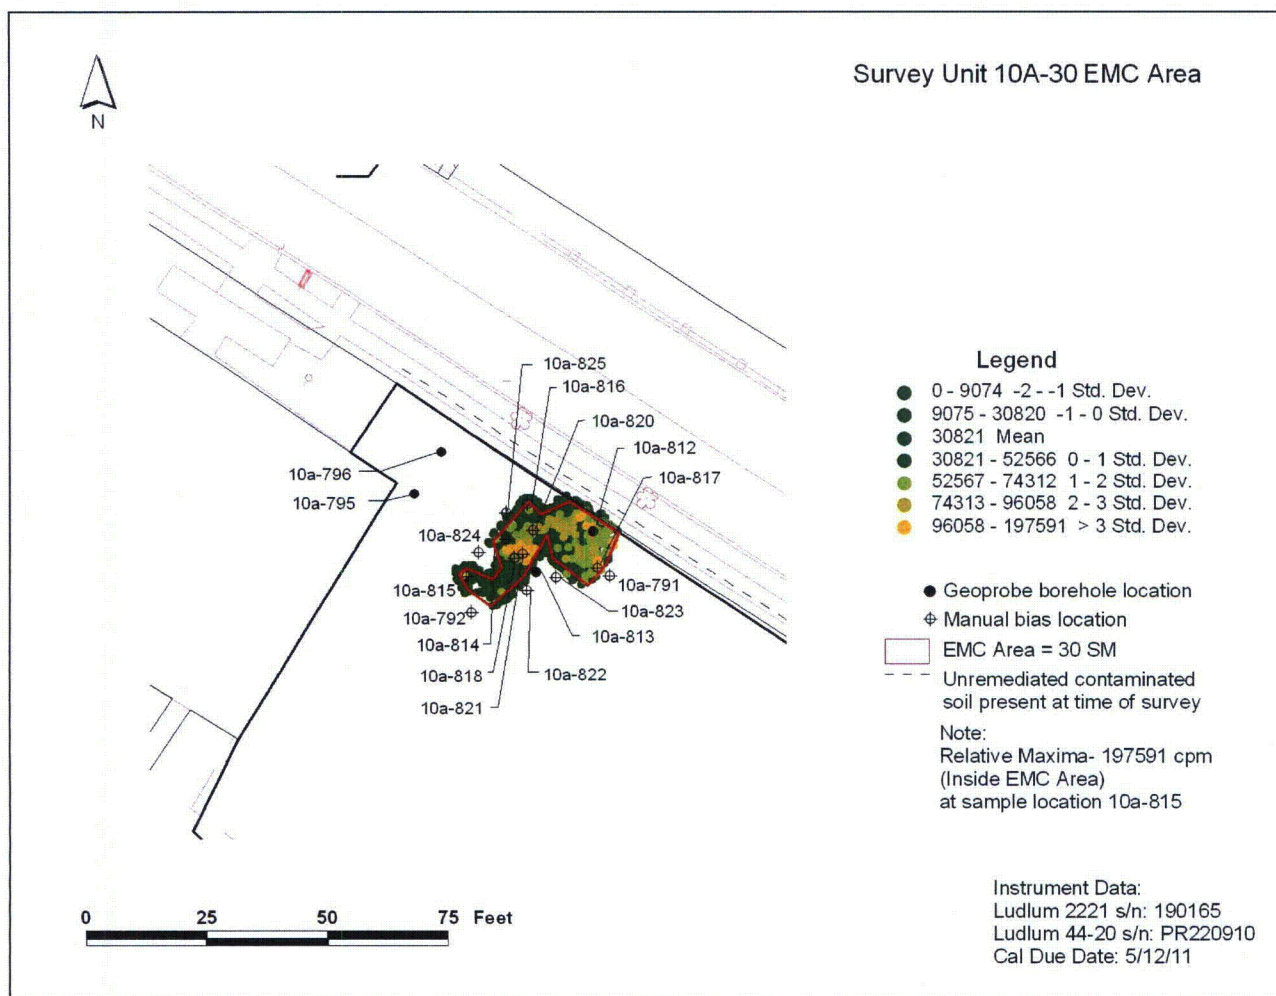 Survey Unit 10A-30 EMC Area
N
10a-825
10a-816
10a-820
10a-812
10a-817
10a-796
10a-795
10a-824
10a-815
10a-792
10a-814
10a-818
10a-821
10a-791
10a-823
10a-813
10a-822
Legend
0 - 9074 -2 - -1 Std. Dev.
9075 - 30820 -1 - 0 Std. Dev.
30821 Mean
30821 - 52566 0 - 1 Std. Dev.
52567 - 74312 1 - 2 Std. Dev.
74313 - 96058 2 - 3 Std. Dev.
96058 - 197591 > 3 Std. Dev.
Geoprobe borehole location
Manual bias location
EMC Area = 30 SM
Unremediated contaminated
soil present at time of survey
Note:
Relative Maxima- 197591 cpm
(Inside EMC Area)
at sample location 10a-815
0 25 50 75 Feet
Instrument Data:
Ludlum 2221 s/n: 190165
Ludlum 44-20 s/n: PR220910
Cal Due Date: 5/12/11